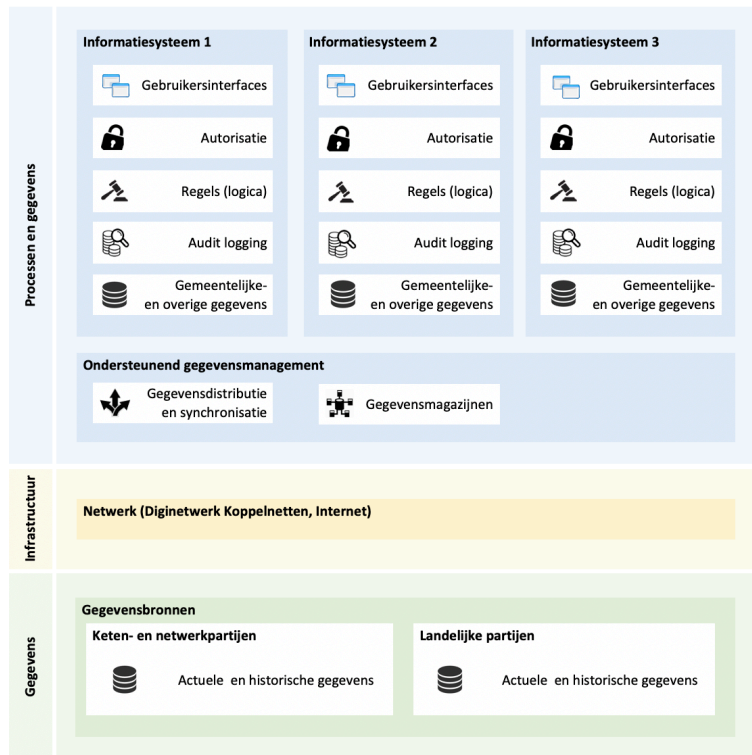 Processen en gegevens
Informatiesysteem 1
Gebruikersinterfaces
Autorisatie
Regels (logica)
Audit logging
Gemeentelijke-
en overige gegevens
Informatiesysteem 2
Gebruikersinterfaces
Autorisatie
Regels (logica)
Audit logging
Gemeentelijke-
en overige gegevens
Informatiesysteem 3
Gebruikersinterfaces
Autorisatie
Regels (logica)
Audit logging
Gemeentelijke-
en overige gegevens
Ondersteunend gegevensmanagement
Gegevensdistributie
en synchronisatie
Gegevensmagazijnen
Infrastructuur
Netwerk (Diginetwerk Koppelnetten, Internet)
Gegevens
Gegevensbronnen
Keten- en netwerkpartijen
Actuele en historische gegevens
Landelijke partijen
Actuele en historische gegevens